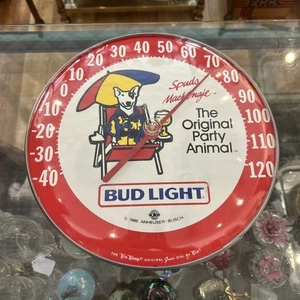 -40
-30
-20
-10
0
10
20
30
40
50
60
70
80
90
100
120
Spuds
MacKenzie
The
Original
Party
Animal
BUD LIGHT
© 1986 ANHEUSER-BUSCH
EGGS